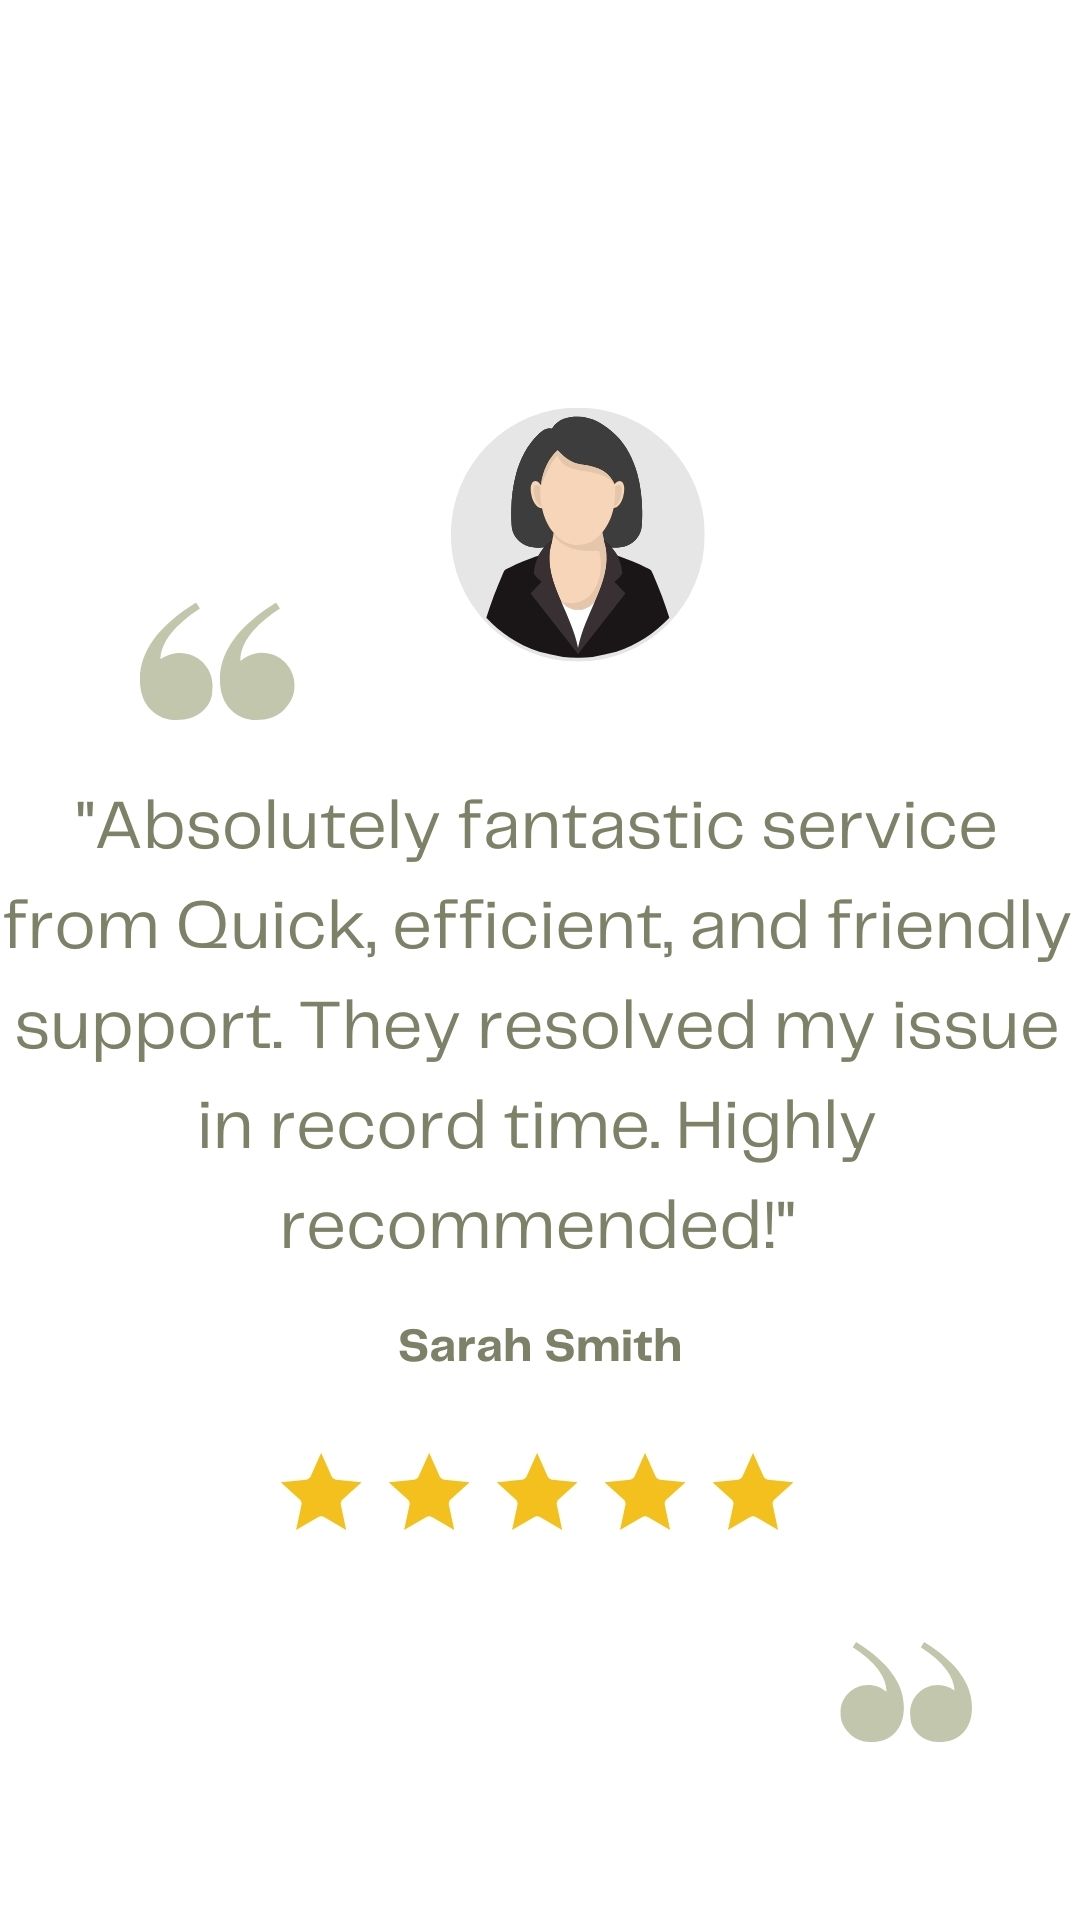 "Absolutely fantastic service
from Quick, efficient, and friendly
support. They resolved my issue
in record time. Highly
recommended!"
Sarah Smith